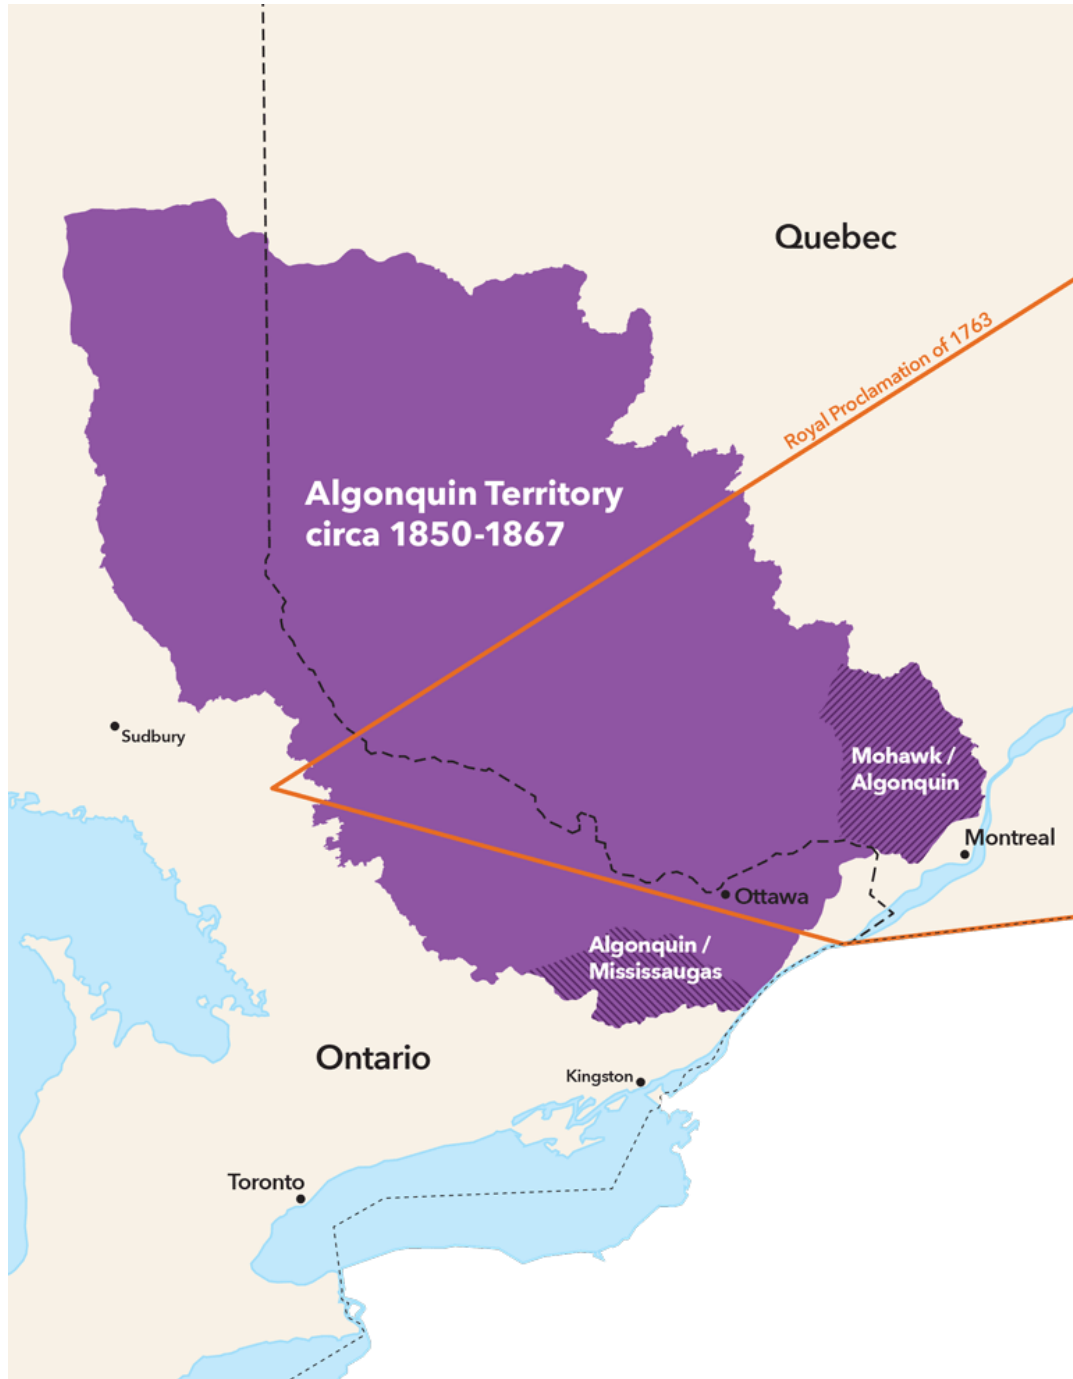 Quebec
Royal Proclamation of 1763
Algonquin Territory
circa 1850-1867
Sudbury
Mohawk /
Algonquin
Montreal
Ottawa
Algonquin /
Mississaugas
Ontario
Kingston
Toronto